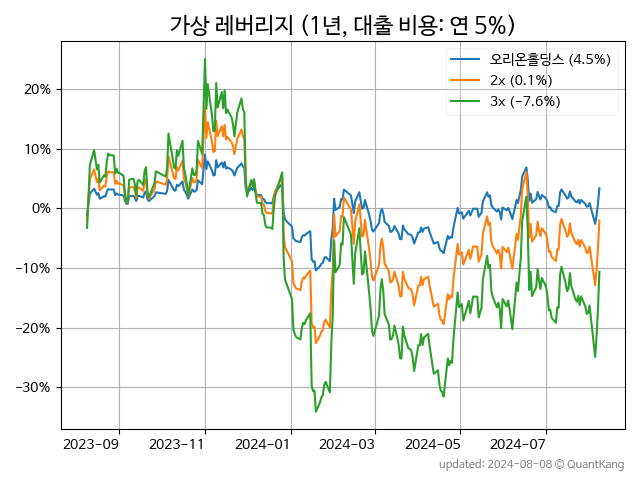 가상 레버리지 (1년, 대출 비용: 연 5%)
오리온홀딩스 (4.5%)
2x (0.1%)
3x (−7.6%)
20%
10%
0%
−10%
−20%
−30%
2023-09 2023-11 2024-01 2024-03 2024-05 2024-07
updated: 2024-08-08 © QuantKang